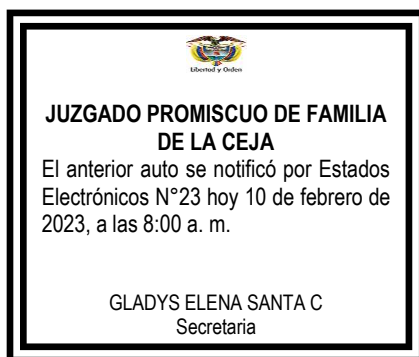 Libertad y Orden
JUZGADO PROMISCUO DE FAMILIA
DE LA CEJA
El anterior auto se notificó por Estados
Electrónicos N°23 hoy 10 de febrero de
2023, a las 8:00 a. m.
GLADYS ELENA SANTA C
Secretaria